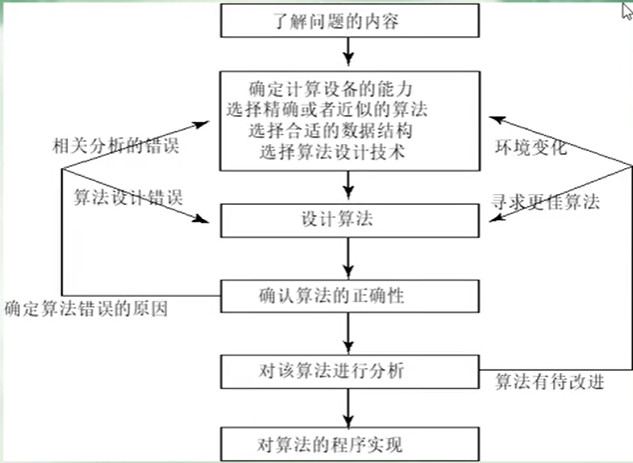 了解问题的内容
确定计算设备的能力
选择精确或者近似的算法
选择合适的数据结构
选择算法设计技术
相关分析的错误
环境变化
算法设计错误
寻求更佳算法
设计算法
确认算法的正确性
确定算法错误的原因
对该算法进行分析
算法有待改进
对算法的程序实现